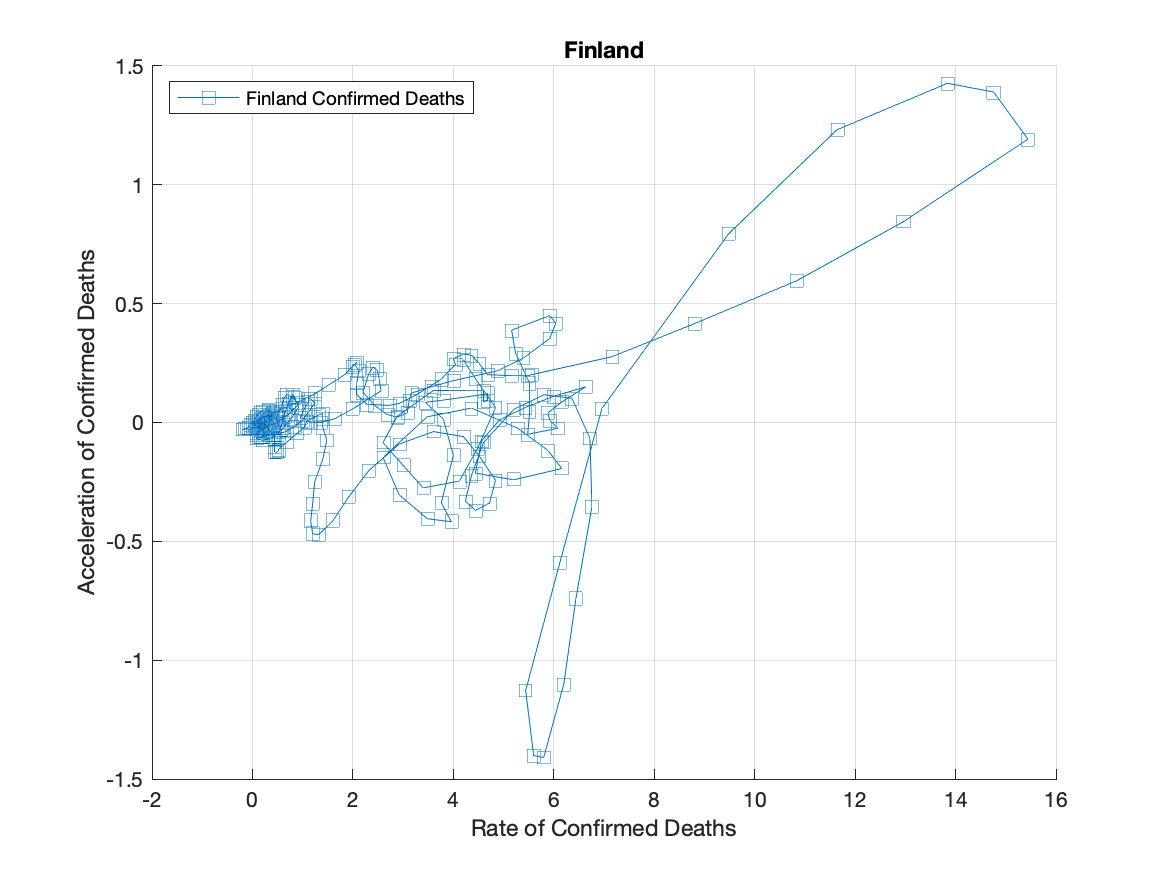 Finland
1.5
Finland Confirmed Deaths
1
0.5
0
-0.5
-1
-1.5
Acceleration of Confirmed Deaths
-2 0 2 4 6 8 10 12 14 16
Rate of Confirmed Deaths